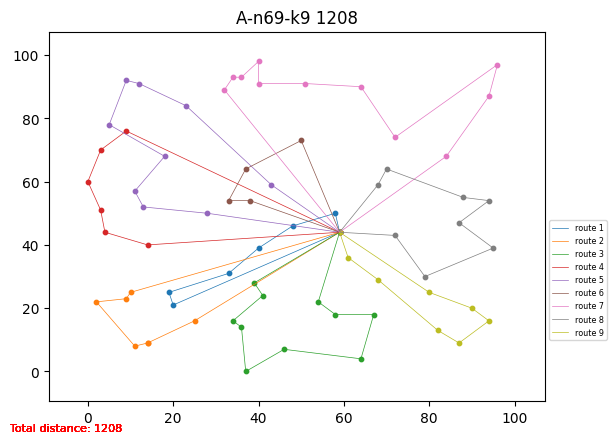 A-n69-k9 1208
100
80
60
40
20
0
0 20 40 60 80 100
route 1
route 2
route 3
route 4
route 5
route 6
route 7
route 8
route 9
Total distance: 1208